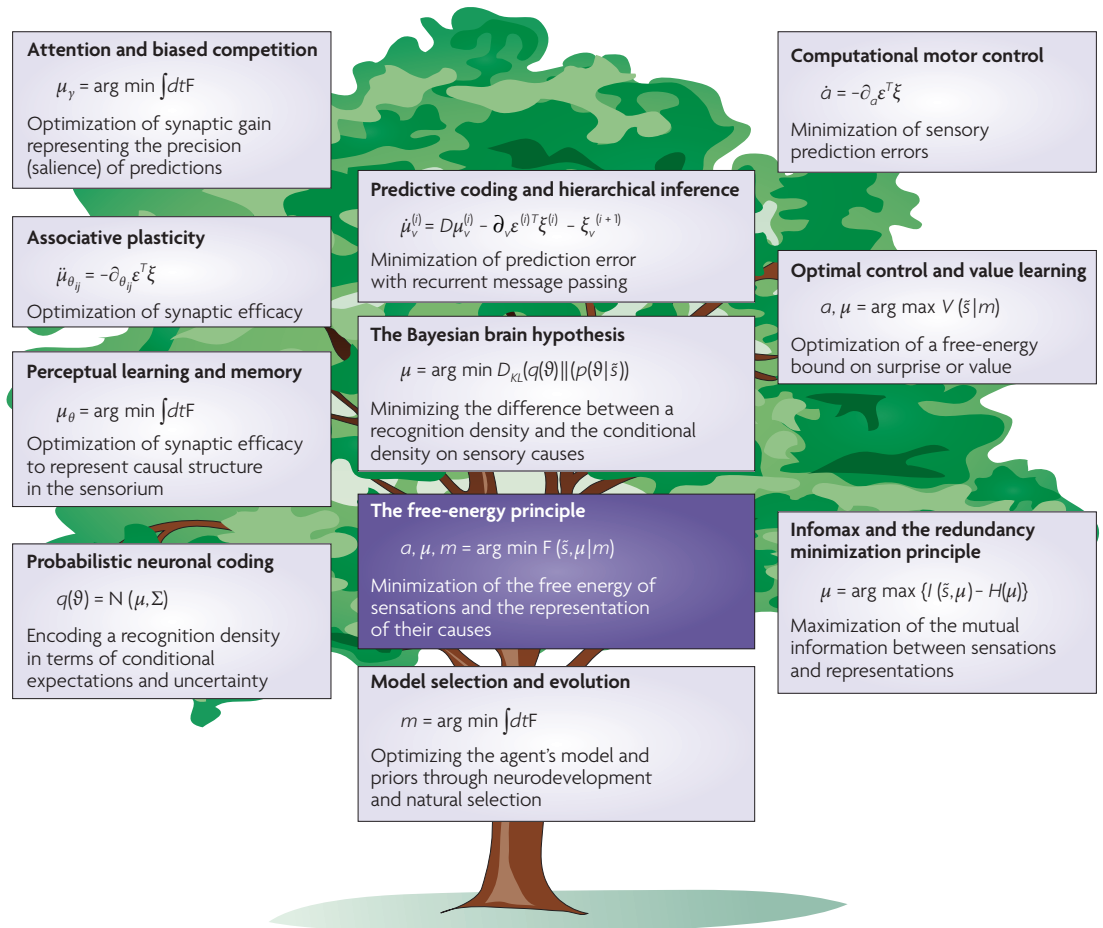 Attention and biased competition
μᵧ = arg min ∫dtF
Optimization of synaptic gain
representing the precision
(salience) of predictions
Associative plasticity
μ̈_θij = -∂_θij ε^T ξ
Optimization of synaptic efficacy
Perceptual learning and memory
μ_θ = arg min ∫dtF
Optimization of synaptic efficacy
to represent causal structure
in the sensorium
Probabilistic neuronal coding
q(ϑ) = N (μ, Σ)
Encoding a recognition density
in terms of conditional
expectations and uncertainty
Predictive coding and hierarchical inference
μ̇_v^(i) = Dμ_v^(i) - ∂_v ε^(i)T ξ^(i) - ξ_v^(i + 1)
Minimization of prediction error
with recurrent message passing
The Bayesian brain hypothesis
μ = arg min D_KL(q(ϑ)||(p(ϑ|s̃))
Minimizing the difference between a
recognition density and the conditional
density on sensory causes
The free-energy principle
a, μ, m = arg min F (s̃, μ|m)
Minimization of the free energy of
sensations and the representation
of their causes
Model selection and evolution
m = arg min ∫dtF
Optimizing the agent's model and
priors through neurodevelopment
and natural selection
Computational motor control
ȧ = -∂_a ε^T ξ
Minimization of sensory
prediction errors
Optimal control and value learning
a, μ = arg max V (s̃|m)
Optimization of a free-energy
bound on surprise or value
Infomax and the redundancy
minimization principle
μ = arg max {I (s̃, μ) – H(μ)}
Maximization of the mutual
information between sensations
and representations